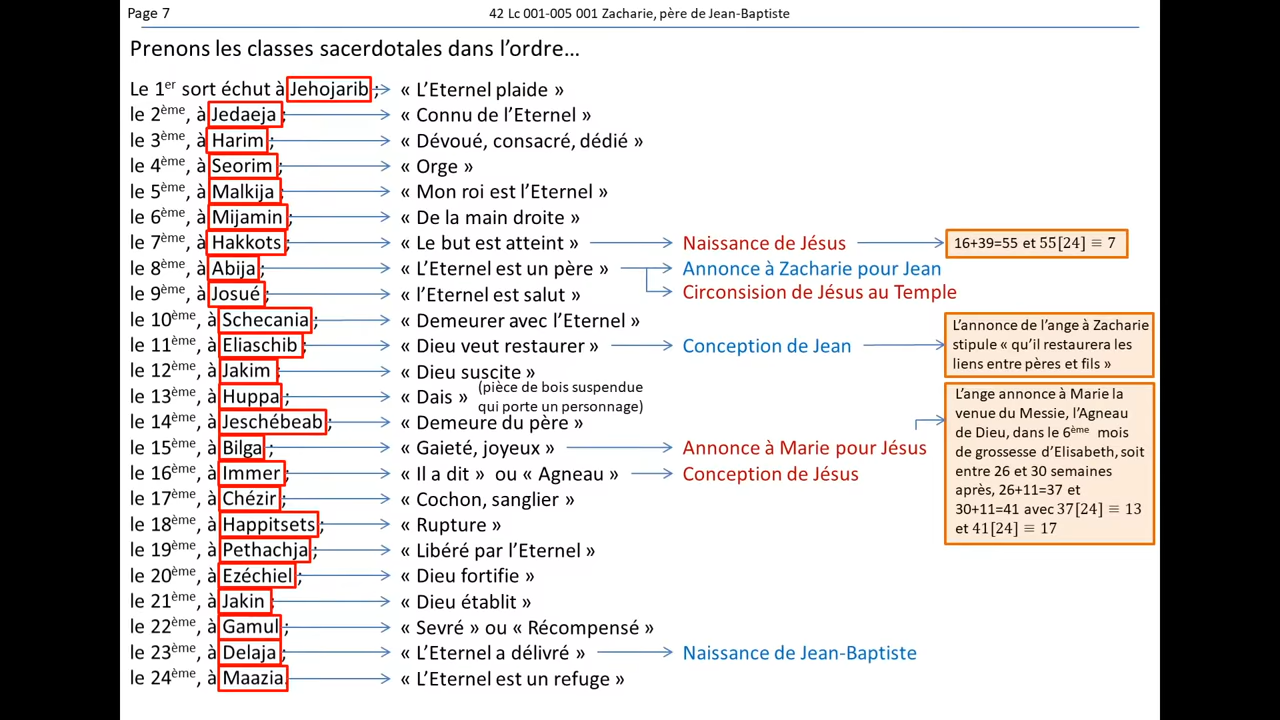 Page 7
42 Lc 001-005 001 Zacharie, père de Jean-Baptiste
Prenons les classes sacerdotales dans l’ordre…
Le 1er sort échut à Jehojarib ; « L’Eternel plaide »
le 2ème, à Jedaeja ; « Connu de l’Eternel »
le 3ème, à Harim ; « Dévoué, consacré, dédié »
le 4ème, à Seorim ; « Orge »
le 5ème, à Malkija ; « Mon roi est l’Eternel »
le 6ème, à Mijamin ; « De la main droite »
le 7ème, à Hakkots ; « Le but est atteint » Naissance de Jésus 16+39=55 et 55[24] ≡ 7
le 8ème, à Abija ; « L’Eternel est un père » Annonce à Zacharie pour Jean
Circonsision de Jésus au Temple
le 9ème, à Josué ; « l’Eternel est salut »
le 10ème, à Schecania ; « Demeurer avec l’Eternel »
le 11ème, à Eliaschib ; « Dieu veut restaurer » Conception de Jean
L’annonce de l’ange à Zacharie
stipule « qu’il restaurera les
liens entre pères et fils »
le 12ème, à Jakim ; « Dieu suscite »
le 13ème, à Huppa ; « Dais » (pièce de bois suspendue
qui porte un personnage)
le 14ème, à Jeschébeab ; « Demeure du père »
le 15ème, à Bilga ; « Gaieté, joyeux » Annonce à Marie pour Jésus
le 16ème, à Immer ; « Il a dit » ou « Agneau » Conception de Jésus
L’ange annonce à Marie la
venue du Messie, l’Agneau
de Dieu, dans le 6ème mois
de grossesse d’Elisabeth, soit
entre 26 et 30 semaines
après, 26+11=37 et
30+11=41 avec 37[24] ≡ 13
et 41[24] ≡ 17
le 17ème, à Chézir ; « Cochon, sanglier »
le 18ème, à Happitsets ; « Rupture »
le 19ème, à Pethachja ; « Libéré par l’Eternel »
le 20ème, à Ezéchiel ; « Dieu fortifie »
le 21ème, à Jakin ; « Dieu établit »
le 22ème, à Gamul ; « Sevré » ou « Récompensé »
le 23ème, à Delaja ; « L’Eternel a délivré » Naissance de Jean-Baptiste
le 24ème, à Maazia. « L’Eternel est un refuge »